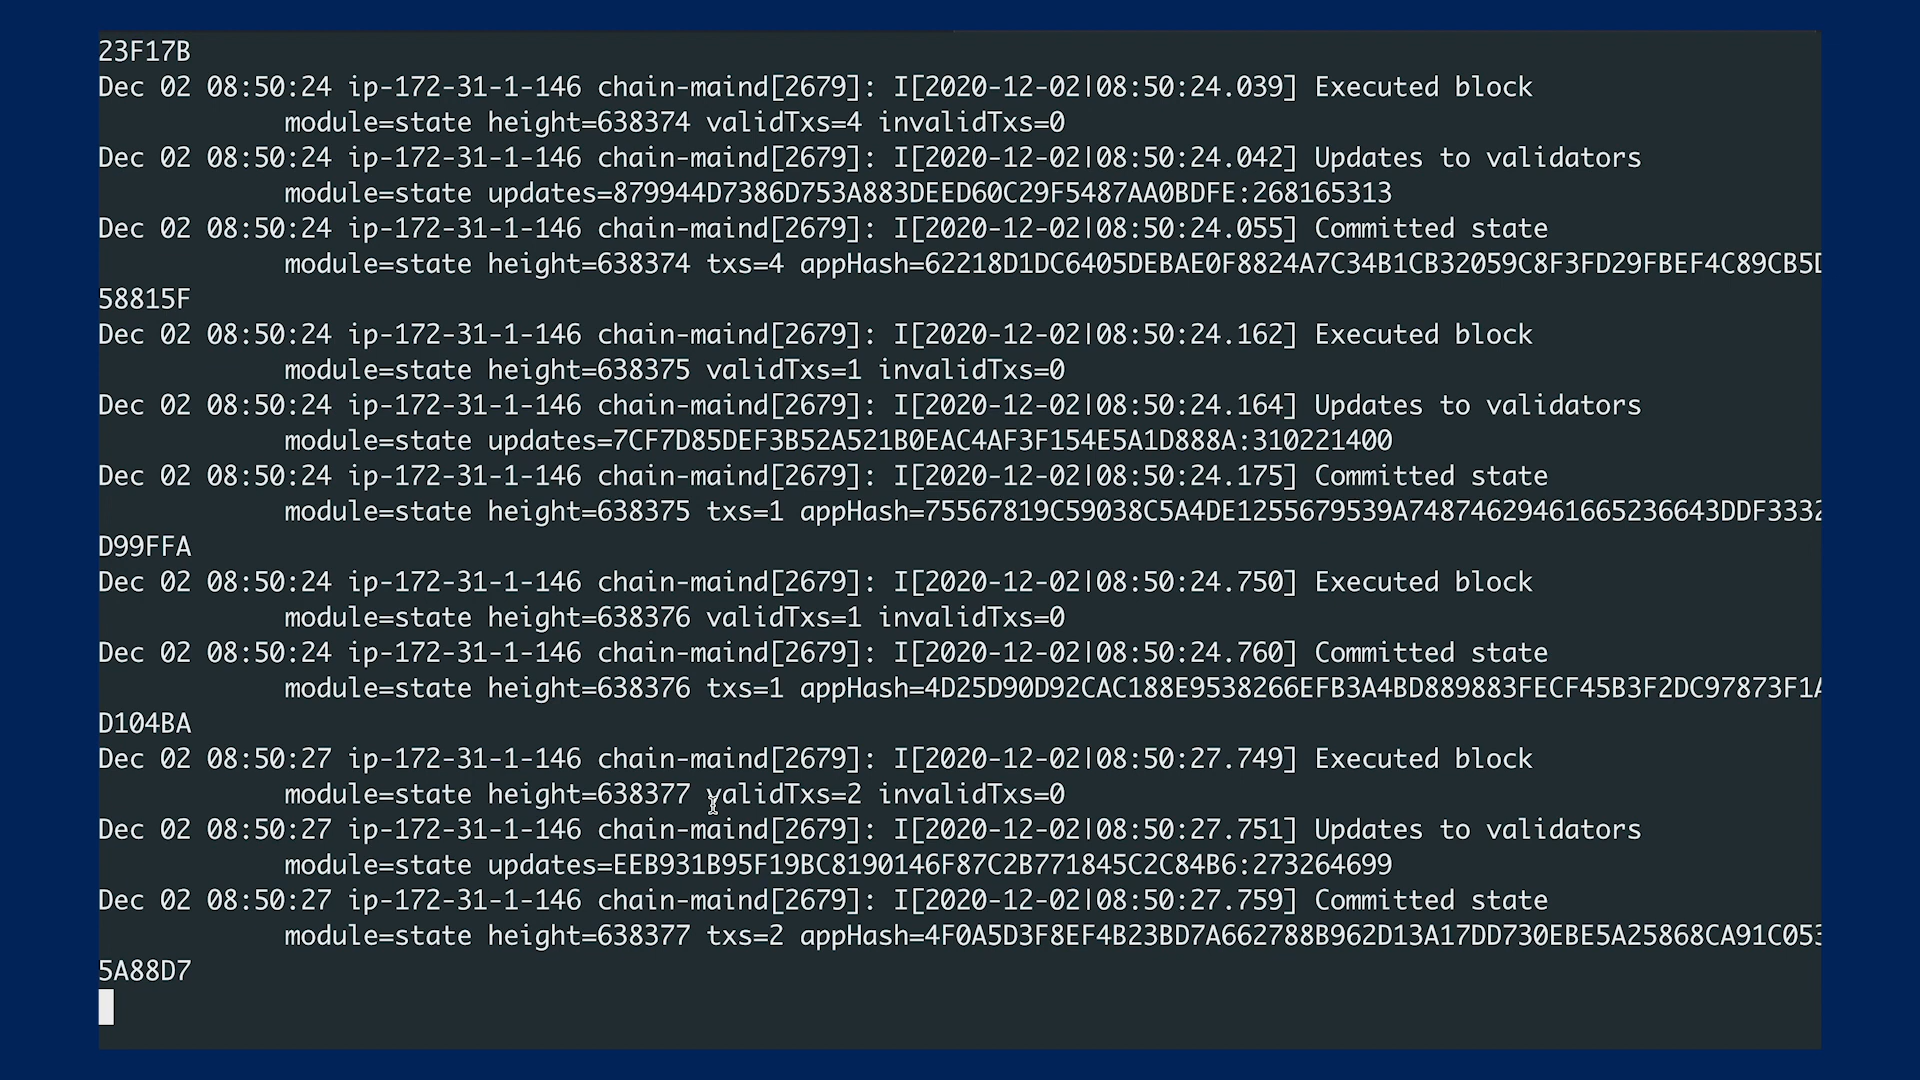 23F17B
Dec 02 08:50:24 ip-172-31-1-146 chain-maind[2679]: I[2020-12-02|08:50:24.039] Executed block
module=state height=638374 validTxs=4 invalidTxs=0
Dec 02 08:50:24 ip-172-31-1-146 chain-maind[2679]: I[2020-12-02|08:50:24.042] Updates to validators
module=state updates=879944D7386D753A883DEED60C29F5487AA0BDFE:268165313
Dec 02 08:50:24 ip-172-31-1-146 chain-maind[2679]: I[2020-12-02|08:50:24.055] Committed state
module=state height=638374 txs=4 appHash=62218D1DC6405DEBAE0F8824A7C34B1CB32059C8F3FD29FBEF4C89CB5D
58815F
Dec 02 08:50:24 ip-172-31-1-146 chain-maind[2679]: I[2020-12-02|08:50:24.162] Executed block
module=state height=638375 validTxs=1 invalidTxs=0
Dec 02 08:50:24 ip-172-31-1-146 chain-maind[2679]: I[2020-12-02|08:50:24.164] Updates to validators
module=state updates=7CF7D85DEF3B52A521B0EAC4AF3F154E5A1D888A:310221400
Dec 02 08:50:24 ip-172-31-1-146 chain-maind[2679]: I[2020-12-02|08:50:24.175] Committed state
module=state height=638375 txs=1 appHash=75567819C59038C5A4DE1255679539A74874629461665236643DDF3332
D99FFA
Dec 02 08:50:24 ip-172-31-1-146 chain-maind[2679]: I[2020-12-02|08:50:24.750] Executed block
module=state height=638376 validTxs=1 invalidTxs=0
Dec 02 08:50:24 ip-172-31-1-146 chain-maind[2679]: I[2020-12-02|08:50:24.760] Committed state
module=state height=638376 txs=1 appHash=4D25D90D92CAC188E9538266EFB3A4BD889883FECF45B3F2DC97873F1A
D104BA
Dec 02 08:50:27 ip-172-31-1-146 chain-maind[2679]: I[2020-12-02|08:50:27.749] Executed block
module=state height=638377 validTxs=2 invalidTxs=0
Dec 02 08:50:27 ip-172-31-1-146 chain-maind[2679]: I[2020-12-02|08:50:27.751] Updates to validators
module=state updates=EEB931B95F19BC8190146F87C2B771845C2C84B6:273264699
Dec 02 08:50:27 ip-172-31-1-146 chain-maind[2679]: I[2020-12-02|08:50:27.759] Committed state
module=state height=638377 txs=2 appHash=4F0A5D3F8EF4B23BD7A662788B962D13A17DD730EBE5A25868CA91C053
5A88D7